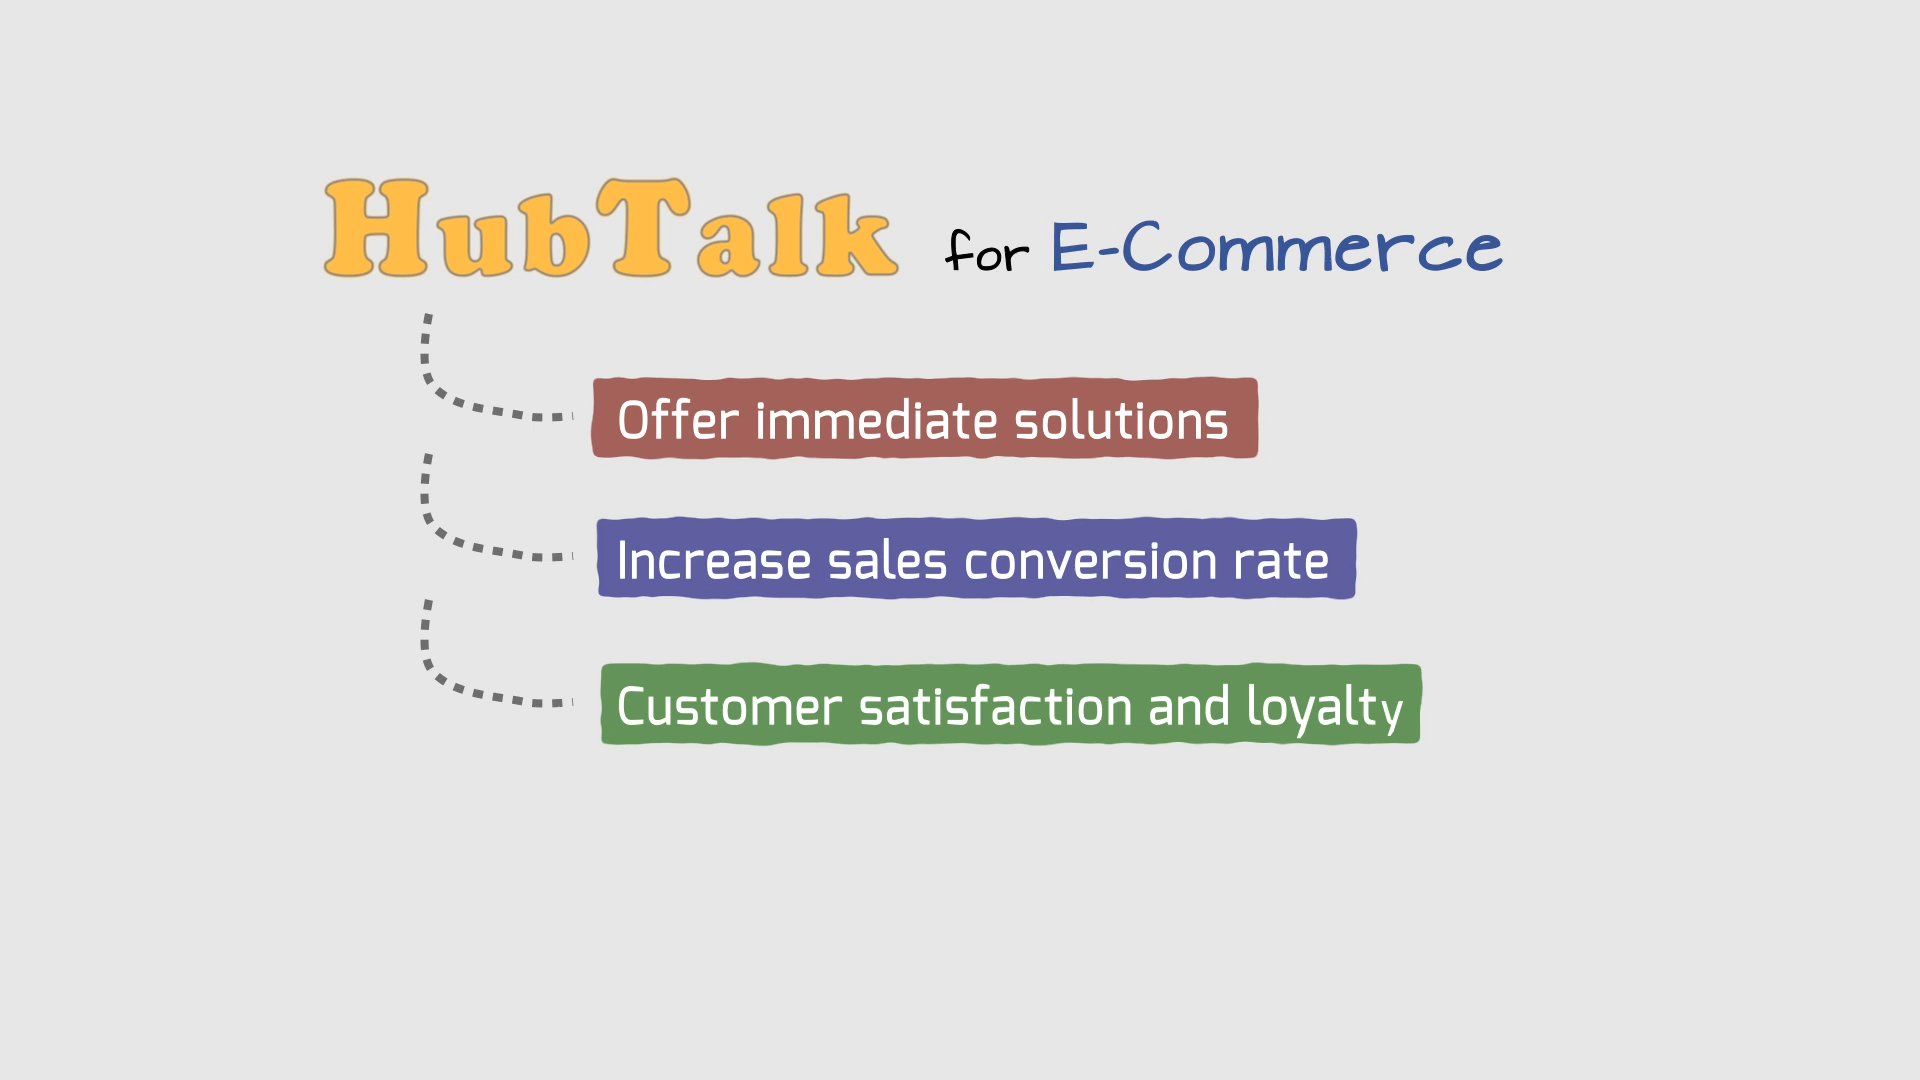 HubTalk for E-Commerce
Offer immediate solutions
Increase sales conversion rate
Customer satisfaction and loyalty